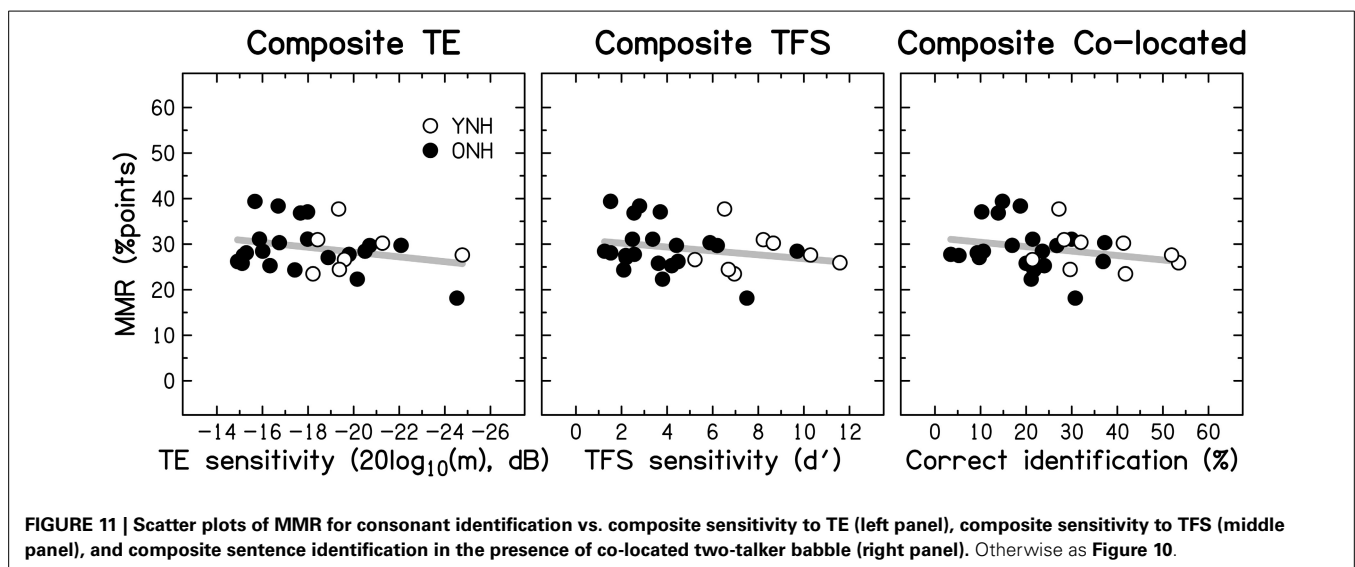 Composite TE Composite TFS Composite Co-located
MMR (%points)
60
50
40
30
20
10
0
YNH
ONH
−14 −16 −18 −20 −22 −24 −26
0 2 4 6 8 10 12
0 10 20 30 40 50 60
TE sensitivity (20log10(m), dB) TFS sensitivity (d′) Correct identification (%)
FIGURE 11 | Scatter plots of MMR for consonant identification vs. composite sensitivity to TE (left panel), composite sensitivity to TFS (middle
panel), and composite sentence identification in the presence of co-located two-talker babble (right panel). Otherwise as Figure 10.